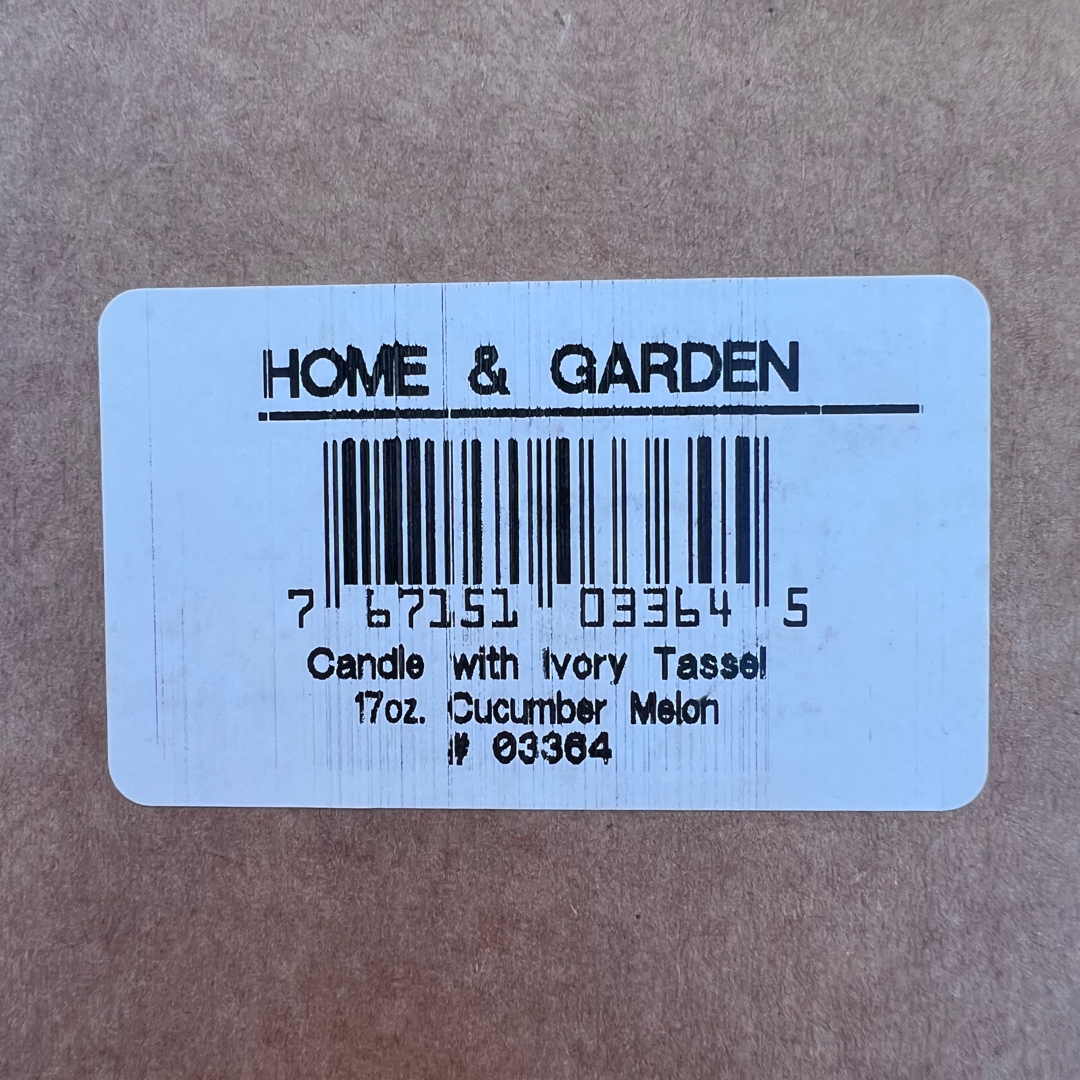 HOME & GARDEN
7 67151 03364 5
Candle with Ivory Tassel
17oz. Cucumber Melon
# 03364